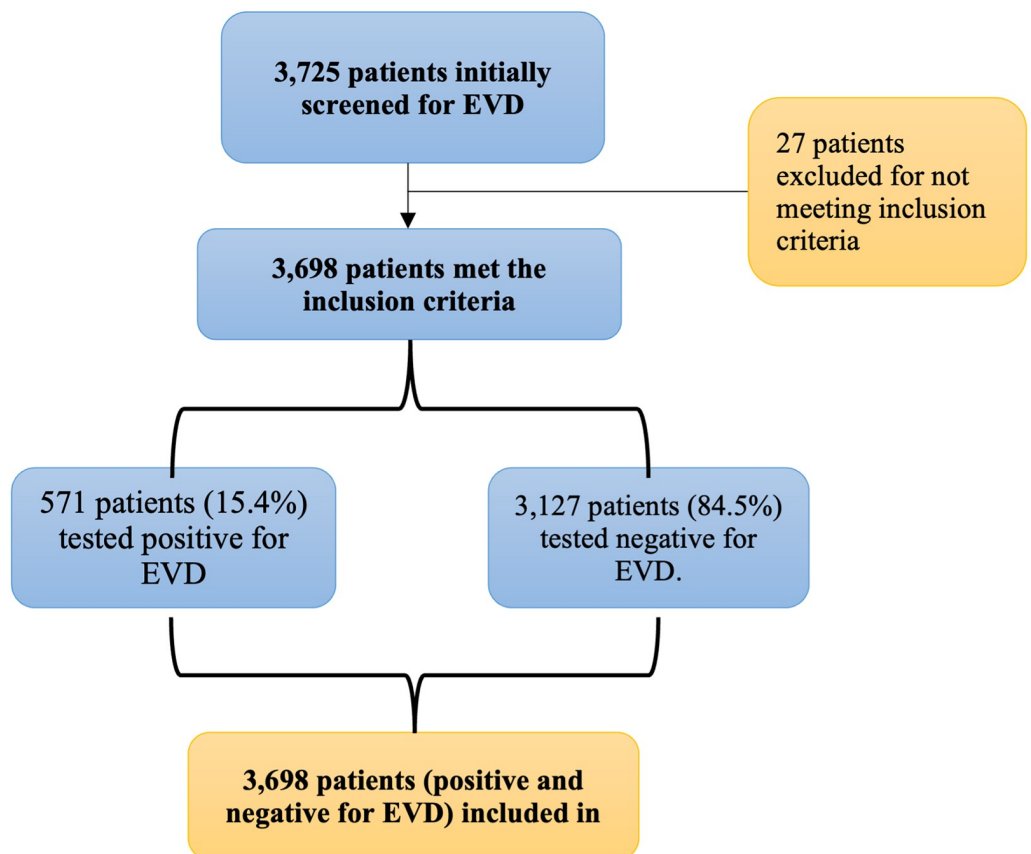 3,725 patients initially
screened for EVD
27 patients
excluded for not
meeting inclusion
criteria
3,698 patients met the
inclusion criteria
571 patients (15.4%)
tested positive for
EVD
3,127 patients (84.5%)
tested negative for
EVD.
3,698 patients (positive and
negative for EVD) included in